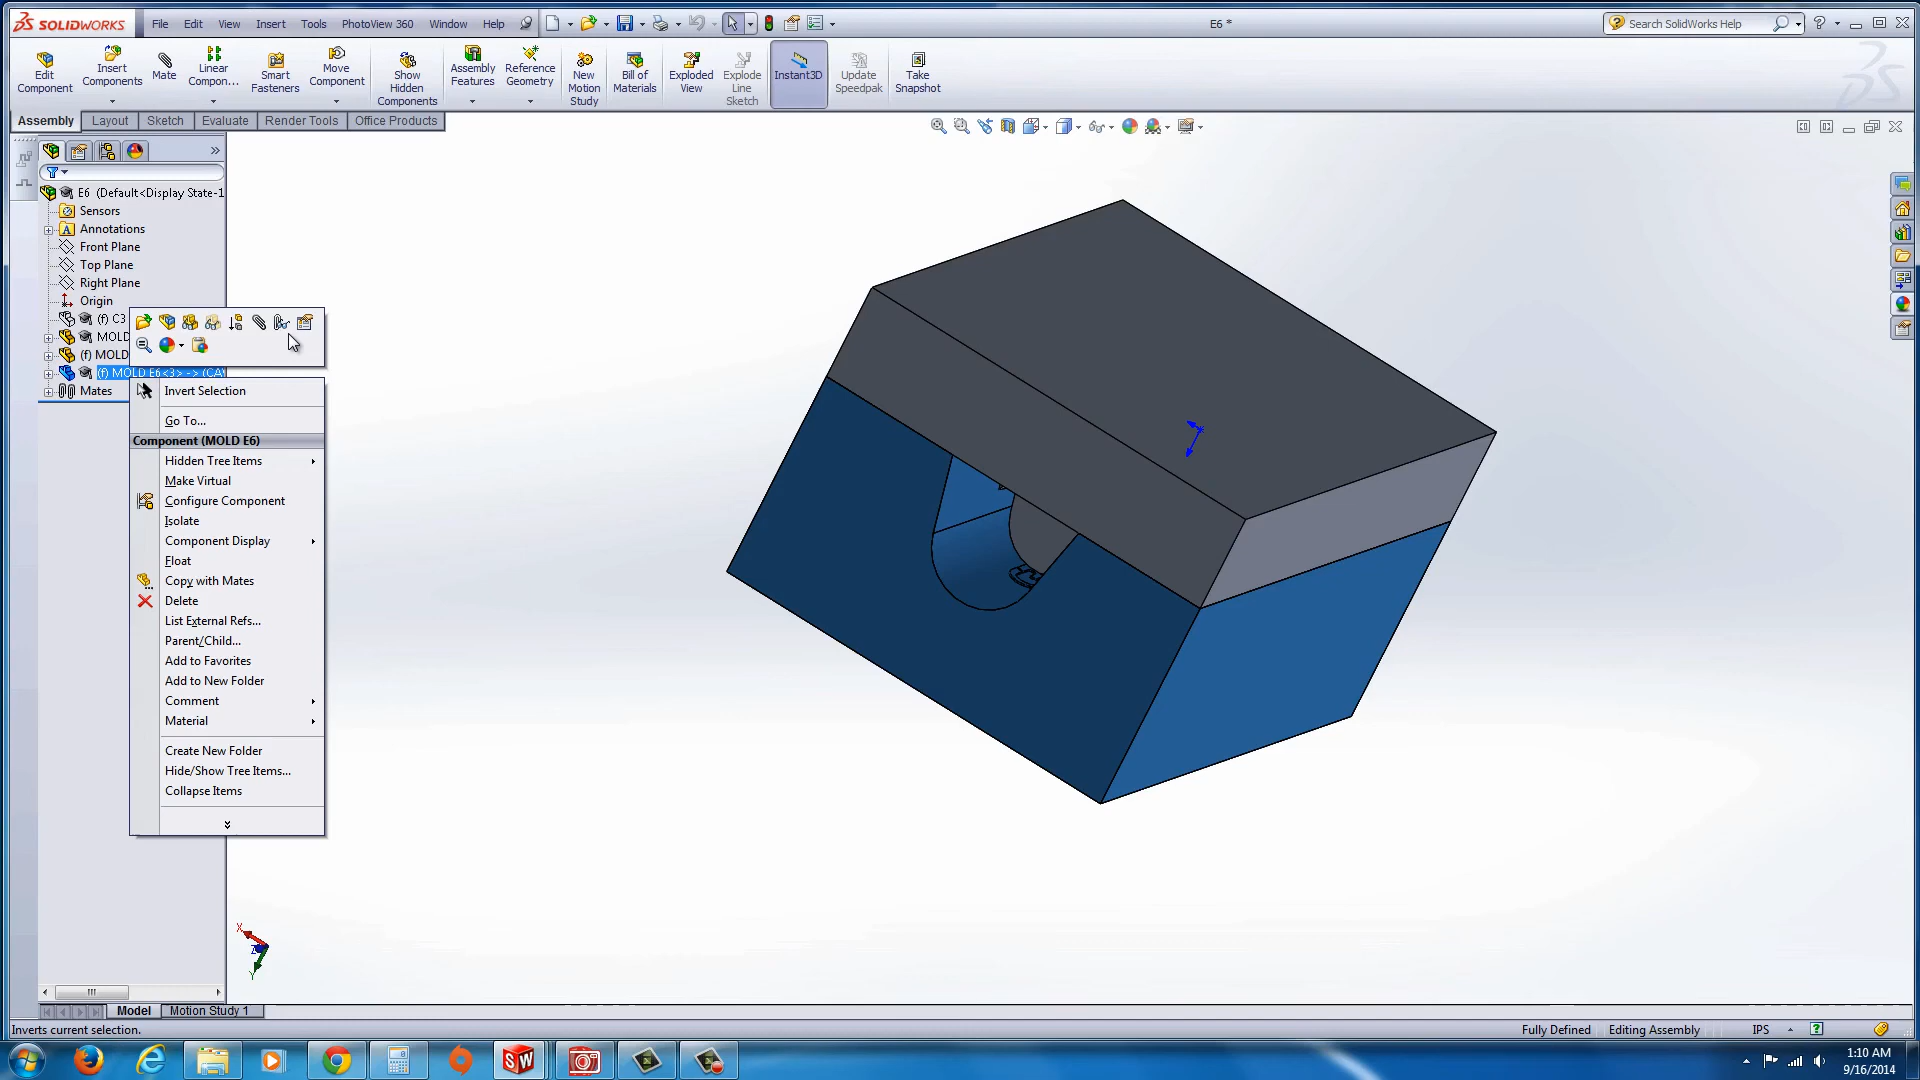 SOLIDWORKS File Edit View Insert Tools PhotoView 360 Window Help E6 * Search SolidWorks Help
Edit Component
Insert Components
Mate
Linear Compon...
Smart Fasteners
Move Component
Show Hidden Components
Assembly Features
Reference Geometry
New Motion Study
Bill of Materials
Exploded View
Explode Line Sketch
Instant3D
Update Speedpak
Take Snapshot
Assembly Layout Sketch Evaluate Render Tools Office Products
E6 (Default<Display State-1
Sensors
Annotations
Front Plane
Top Plane
Right Plane
Origin
(f) C3
MOLD
(f) MOLD
(f) MOLD E6<3> -> (CA
Mates
Invert Selection
Go To...
Component (MOLD E6)
Hidden Tree Items
Make Virtual
Configure Component
Isolate
Component Display
Float
Copy with Mates
Delete
List External Refs...
Parent/Child...
Add to Favorites
Add to New Folder
Comment
Material
Create New Folder
Hide/Show Tree Items...
Collapse Items
X
Z
Y
Model Motion Study 1
Inverts current selection. Fully Defined Editing Assembly IPS
1:10 AM
9/16/2014